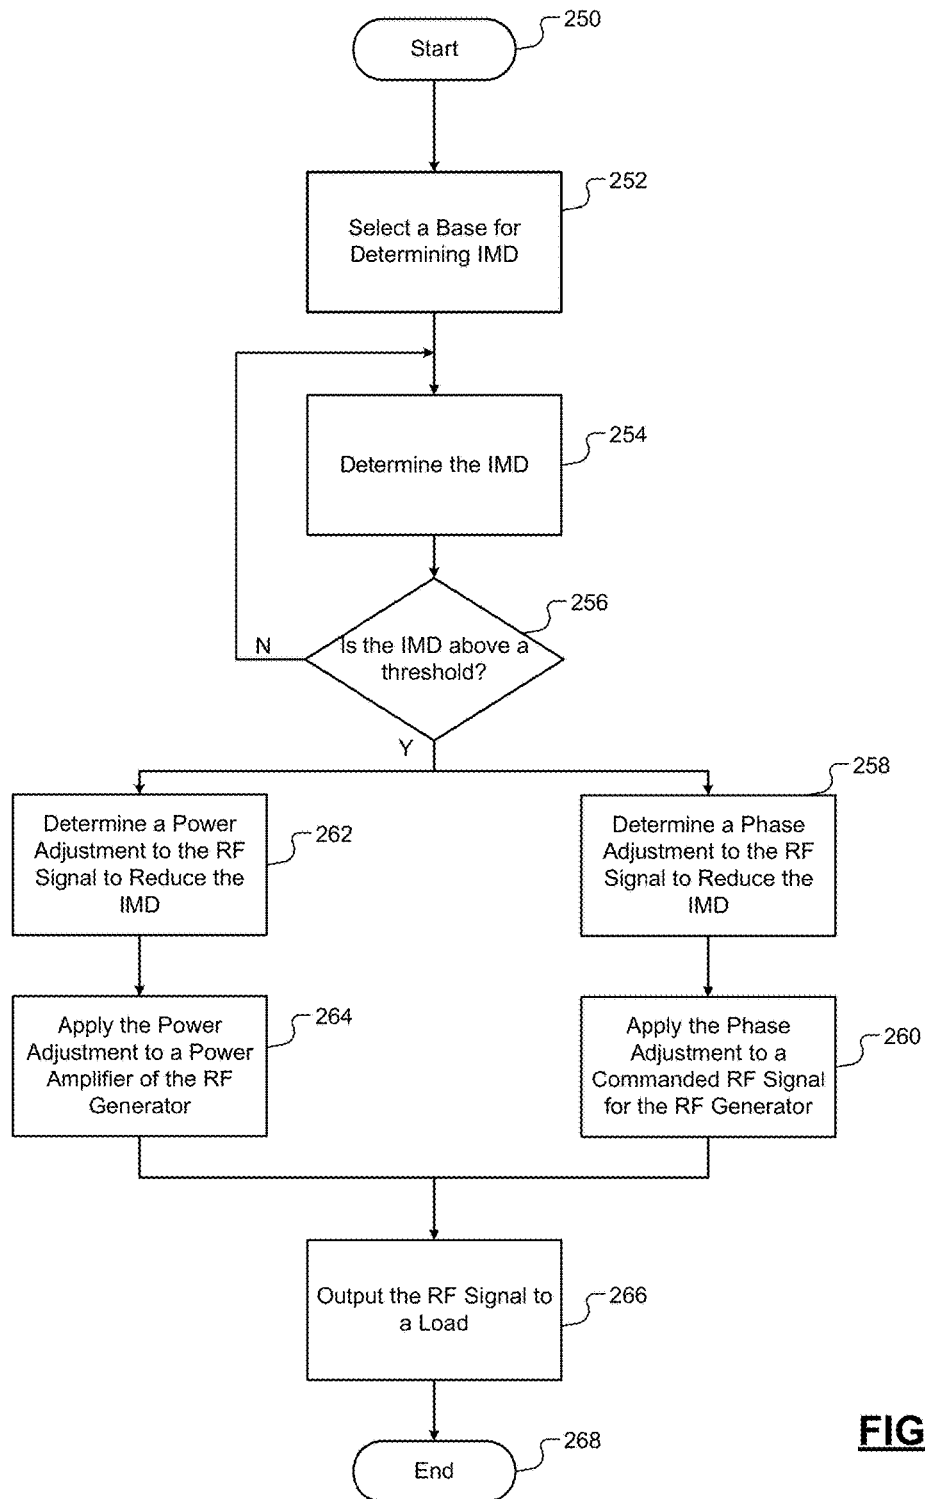 Start
250
252
Select a Base for
Determining IMD
254
Determine the IMD
256
Is the IMD above a
threshold?
N
Y
258
Determine a Power
Adjustment to the RF
Signal to Reduce the
IMD
262
Determine a Phase
Adjustment to the RF
Signal to Reduce the
IMD
Apply the Power
Adjustment to a Power
Amplifier of the RF
Generator
264
Apply the Phase
Adjustment to a
Commanded RF Signal
for the RF Generator
260
Output the RF Signal to
a Load
266
End
268
FIG